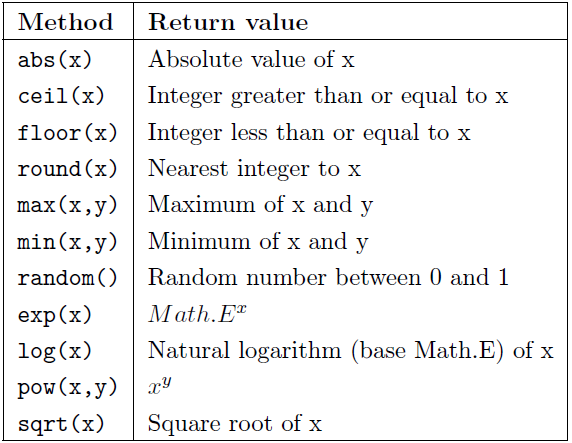 Method Return value
abs(x) Absolute value of x
ceil(x) Integer greater than or equal to x
floor(x) Integer less than or equal to x
round(x) Nearest integer to x
max(x,y) Maximum of x and y
min(x,y) Minimum of x and y
random() Random number between 0 and 1
exp(x) Math.E^x
log(x) Natural logarithm (base Math.E) of x
pow(x,y) x^y
sqrt(x) Square root of x